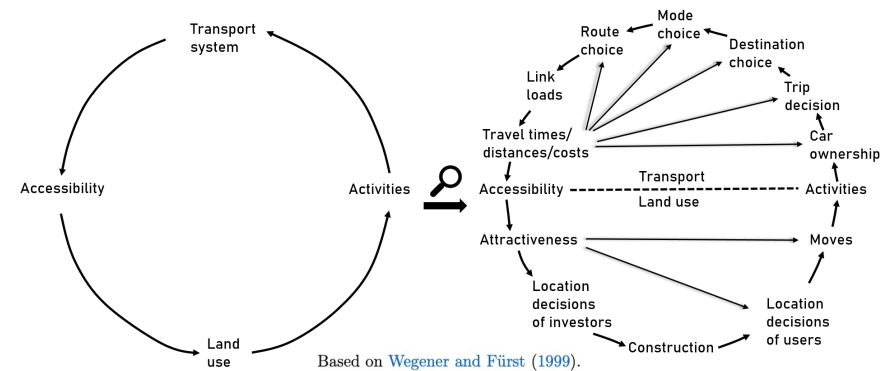 Transport
system
Accessibility
Activities
Land
use
Mode
choice
Route
choice
Destination
choice
Link
loads
Trip
decision
Travel times/
distances/costs
Car
ownership
Accessibility
Transport
Land use
Activities
Attractiveness
Moves
Location
decisions
of investors
Location
decisions
of users
Construction
Based on Wegener and Fürst (1999).